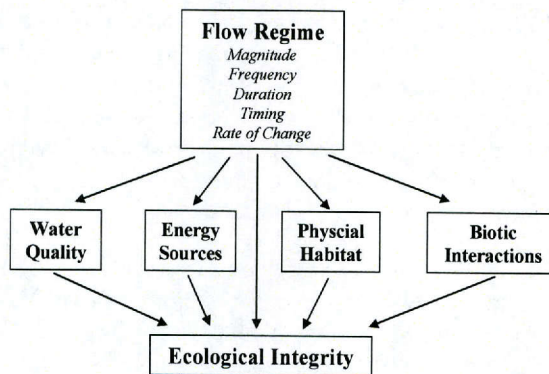 Flow Regime
Magnitude
Frequency
Duration
Timing
Rate of Change
Water
Quality
Energy
Sources
Physcial
Habitat
Biotic
Interactions
Ecological Integrity